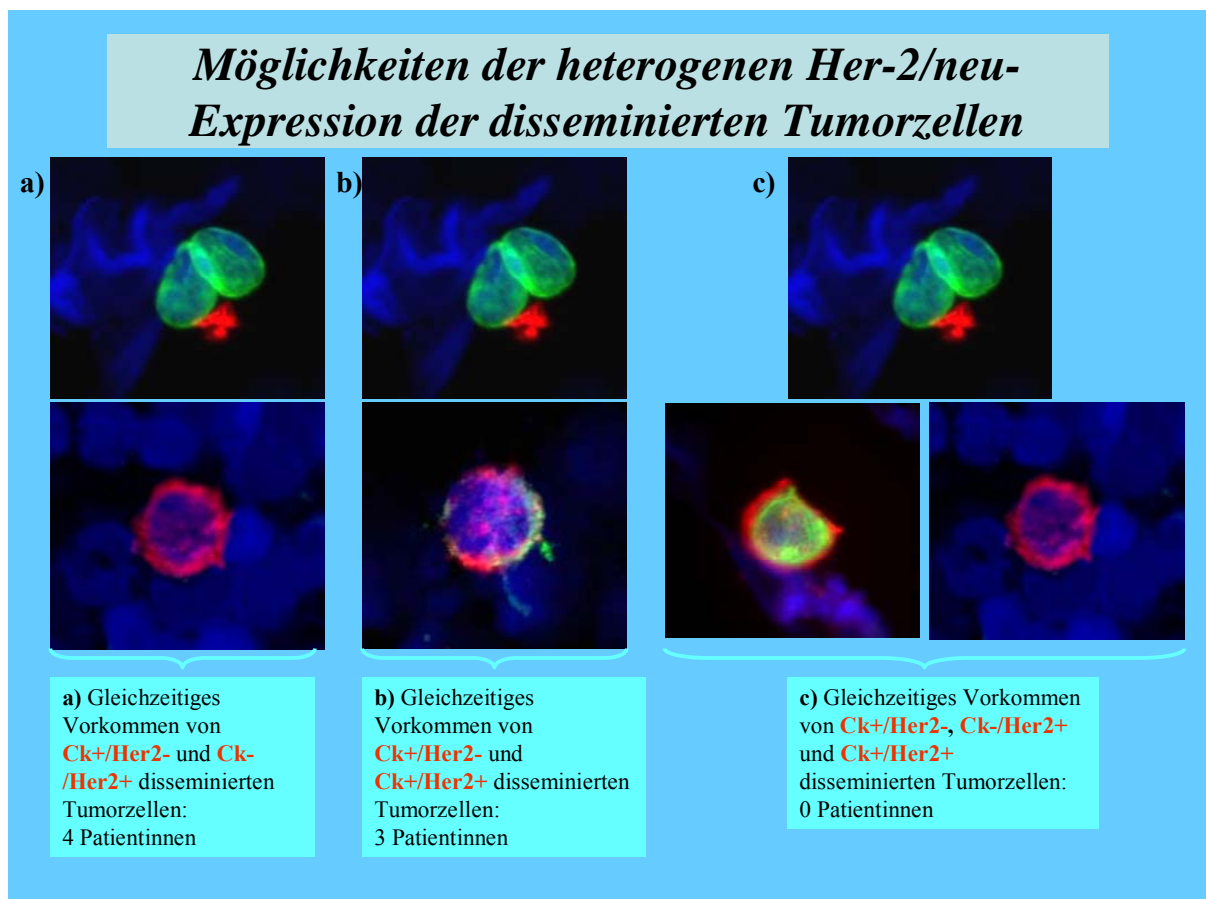 Möglichkeiten der heterogenen Her-2/neu-
Expression der disseminierten Tumorzellen
a)
b)
c)
a) Gleichzeitiges
Vorkommen von
Ck+/Her2- und Ck-
/Her2+ disseminierten
Tumorzellen:
4 Patientinnen
b) Gleichzeitiges
Vorkommen von
Ck+/Her2- und
Ck+/Her2+ disseminierten
Tumorzellen:
3 Patientinnen
c) Gleichzeitiges Vorkommen
von Ck+/Her2-, Ck-/Her2+
und Ck+/Her2+
disseminierten Tumorzellen:
0 Patientinnen